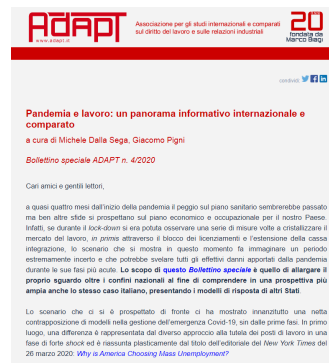 ADAPT
www.adapt.it
Associazione per gli studi internazionali e comparati
sul diritto del lavoro e sulle relazioni industriali
20
fondata da
Marco Biagi
condividi
Pandemia e lavoro: un panorama informativo internazionale e
comparato
a cura di Michele Dalla Sega, Giacomo Pigni
Bollettino speciale ADAPT n. 4/2020
Cari amici e gentili lettori,
a quasi quattro mesi dall'inizio della pandemia il peggio sul piano sanitario sembrerebbe passato
ma ben altre sfide si prospettano sul piano economico e occupazionale per il nostro Paese.
Infatti, se durante il lock-down si era potuta osservare una serie di misure volte a cristallizzare il
mercato del lavoro, in primis attraverso il blocco dei licenziamenti e l'estensione della cassa
integrazione, lo scenario che si mostra in questo momento fa immaginare un periodo
estremamente incerto e che potrebbe svelare tutti gli effettivi danni apportati dalla pandemia
durante le sue fasi più acute. Lo scopo di questo Bollettino speciale è quello di allargare il
proprio sguardo oltre i confini nazionali al fine di comprendere in una prospettiva più
ampia anche lo stesso caso italiano, presentando i modelli di risposta di altri Stati.
Lo scenario che ci si è prospettato di fronte ci ha mostrato innanzitutto una netta
contrapposizione di modelli nella gestione dell'emergenza Covid-19, sin dalle prime fasi. In primo
luogo, una differenza è rappresentata dal diverso approccio alla tutela dei posti di lavoro in una
fase di forte shock ed è riassunta plasticamente dal titolo dell'editoriale del New York Times del
26 marzo 2020: Why is America Choosing Mass Unemployment?